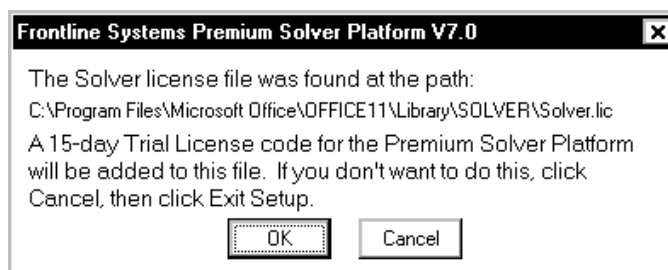 Frontline Systems Premium Solver Platform V7.0
The Solver license file was found at the path:
C:\Program Files\Microsoft Office\OFFICE11\Library\SOLVER\Solver.lic
A 15-day Trial License code for the Premium Solver Platform
will be added to this file.  If you don't want to do this, click
Cancel, then click Exit Setup.
OK Cancel